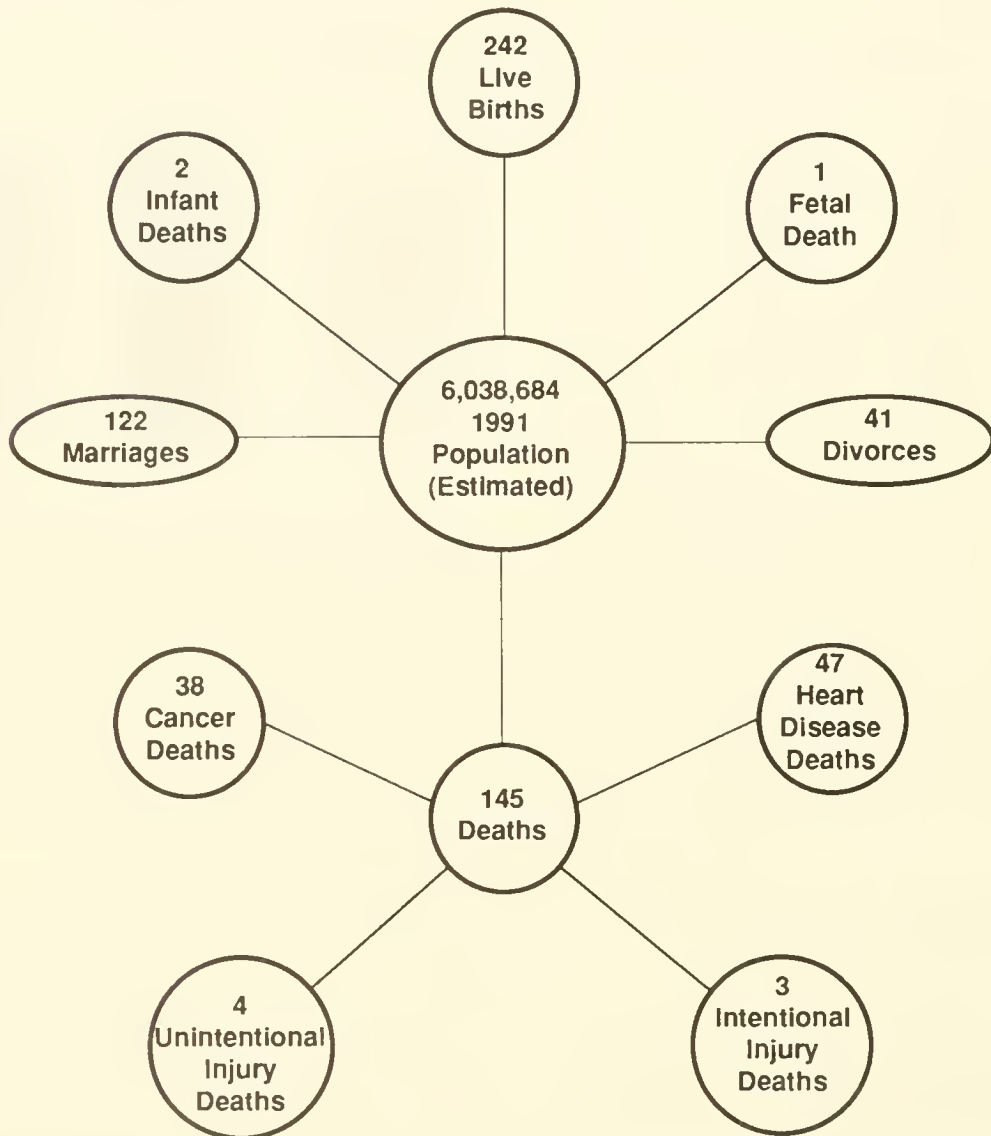 242
Live
Births
2
Infant
Deaths
1
Fetal
Death
122
Marriages
6,038,684
1991
Population
(Estimated)
41
Divorces
38
Cancer
Deaths
47
Heart
Disease
Deaths
145
Deaths
4
Unintentional
Injury
Deaths
3
Intentional
Injury
Deaths